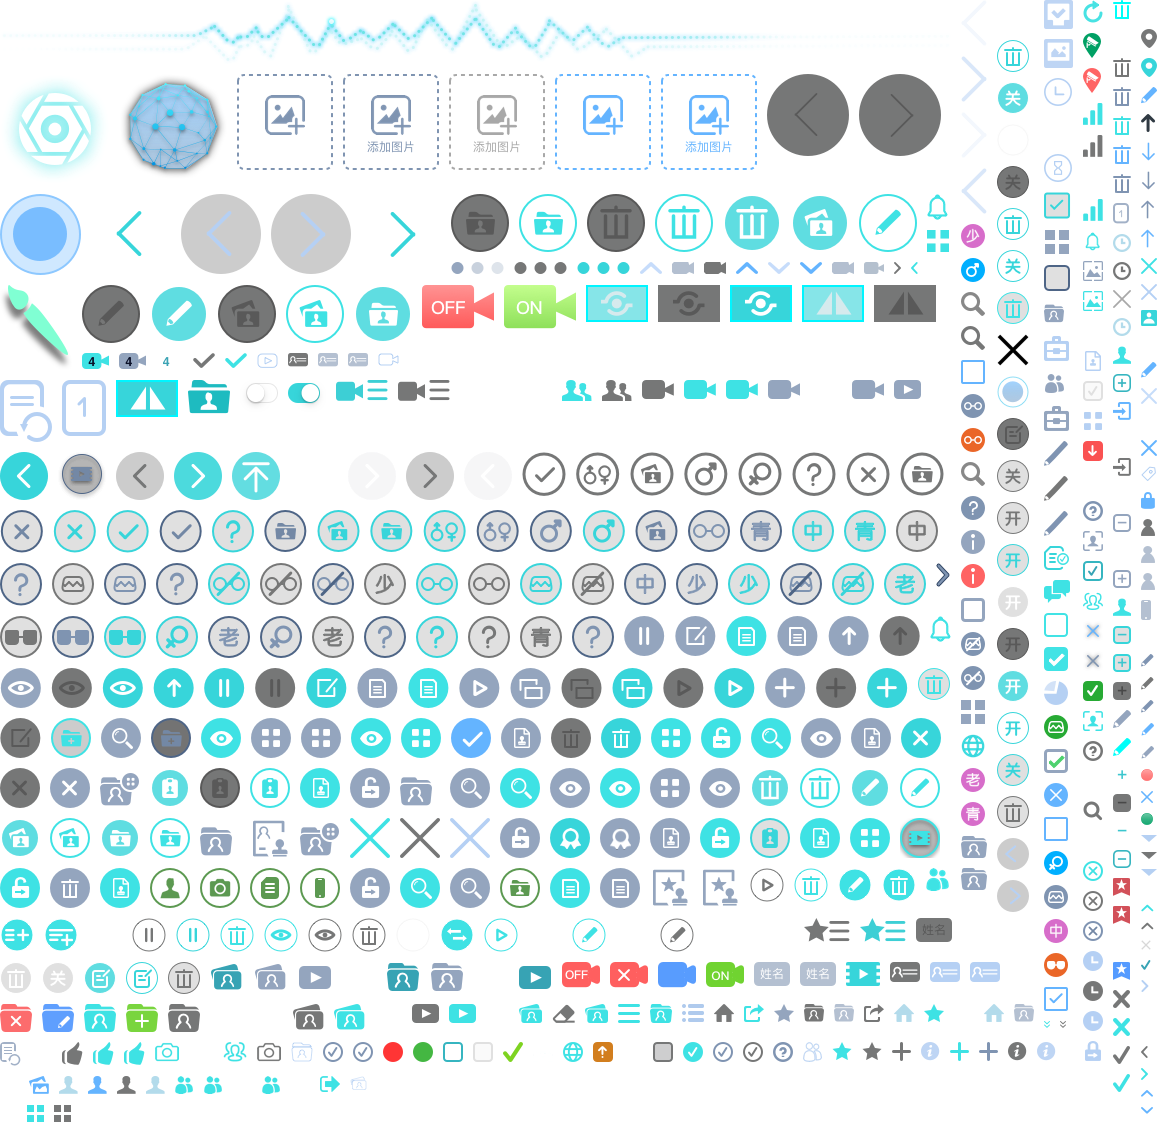 添加图片 添加图片 添加图片
关
关
少
1
OFF ON
4 4 4
1
青 中 青 中
关
少 中 少 少 老
开
开
开
老 老 青
开
开
开
老
关
青
中
姓名
关 OFF ON 姓名 姓名